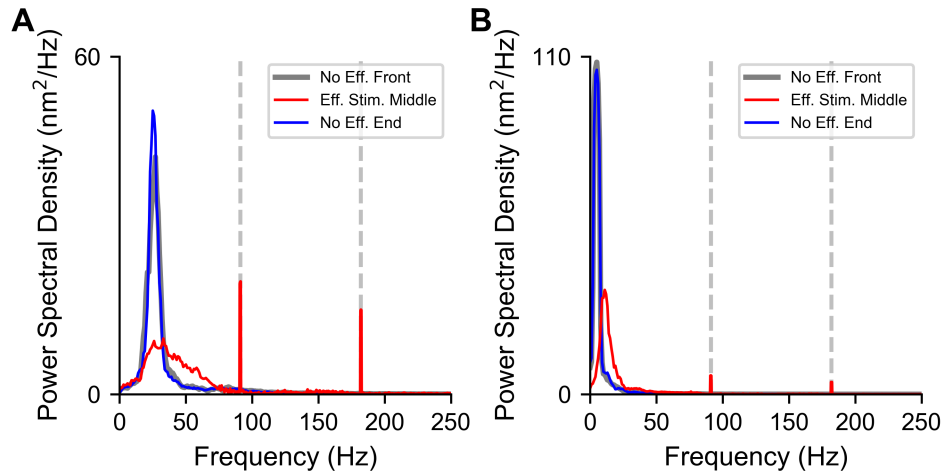 A
Power Spectral Density (nm²/Hz)
60
0
No Eff. Front
Eff. Stim. Middle
No Eff. End
0 50 100 150 200 250
Frequency (Hz)
B
Power Spectral Density (nm²/Hz)
110
0
No Eff. Front
Eff. Stim. Middle
No Eff. End
0 50 100 150 200 250
Frequency (Hz)